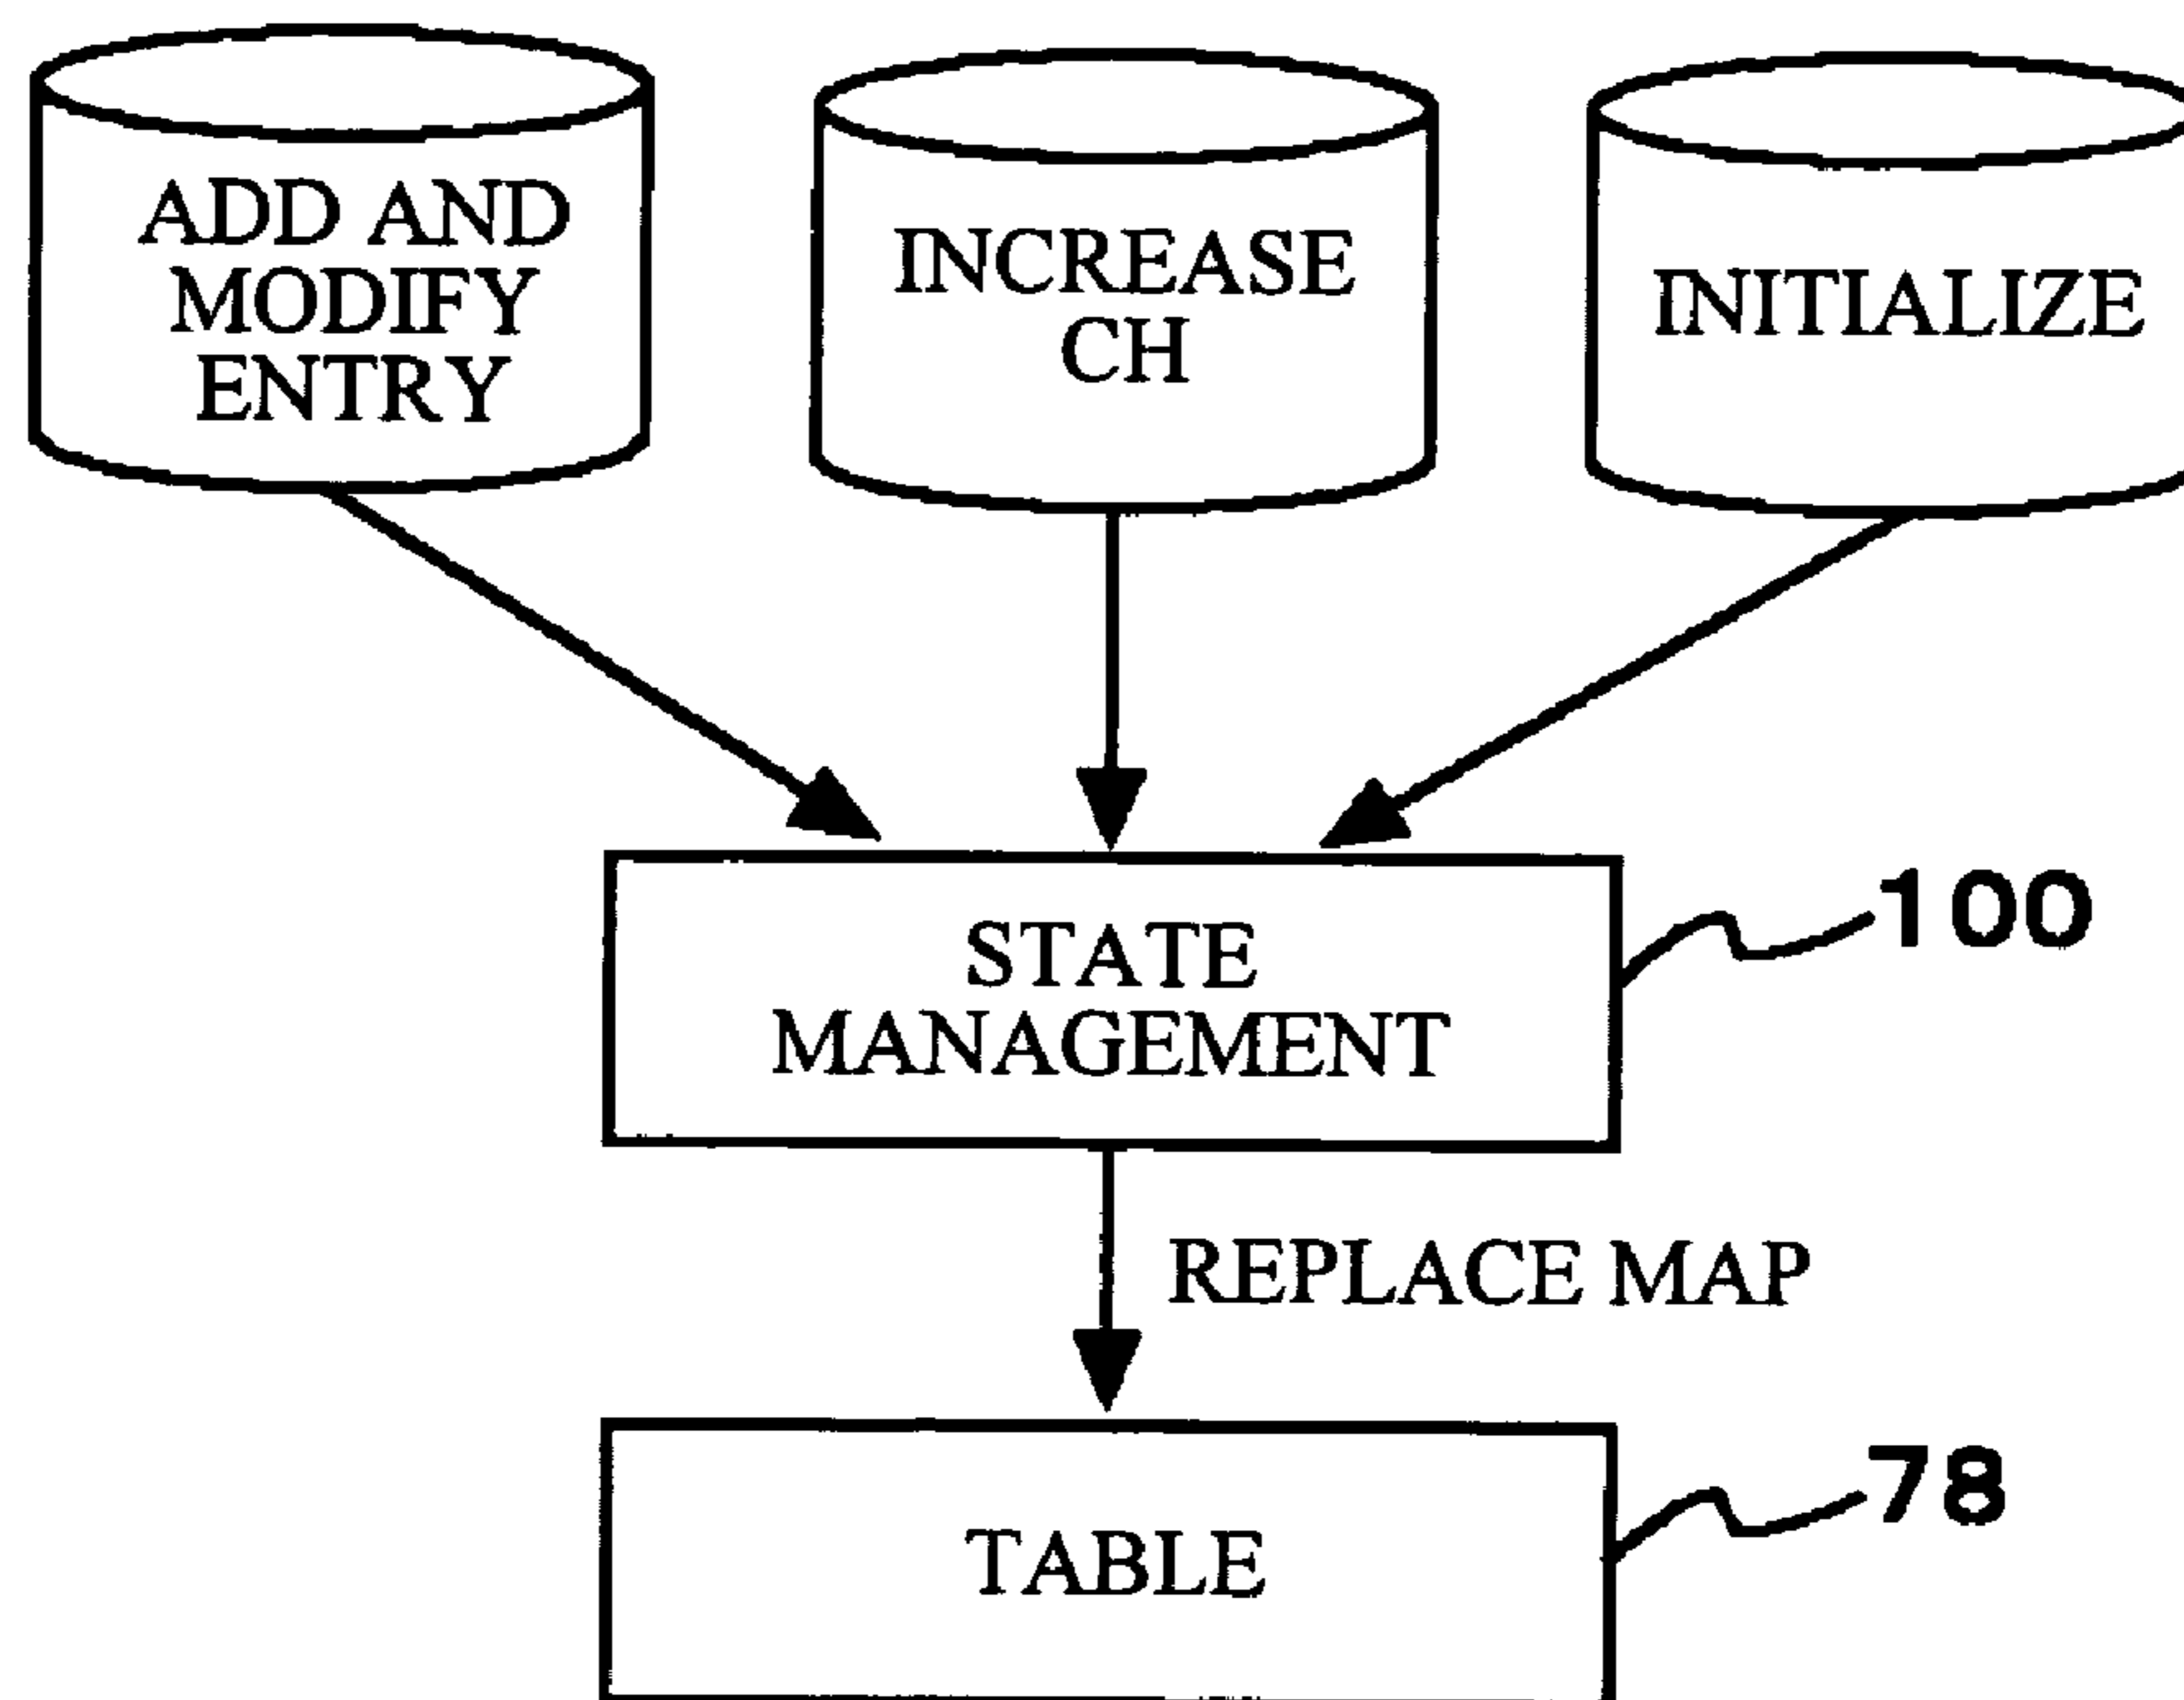 ADD AND
MODIFY
ENTRY
INCREASE
CH
INITIALIZE
STATE
MANAGEMENT
100
REPLACE MAP
TABLE
78